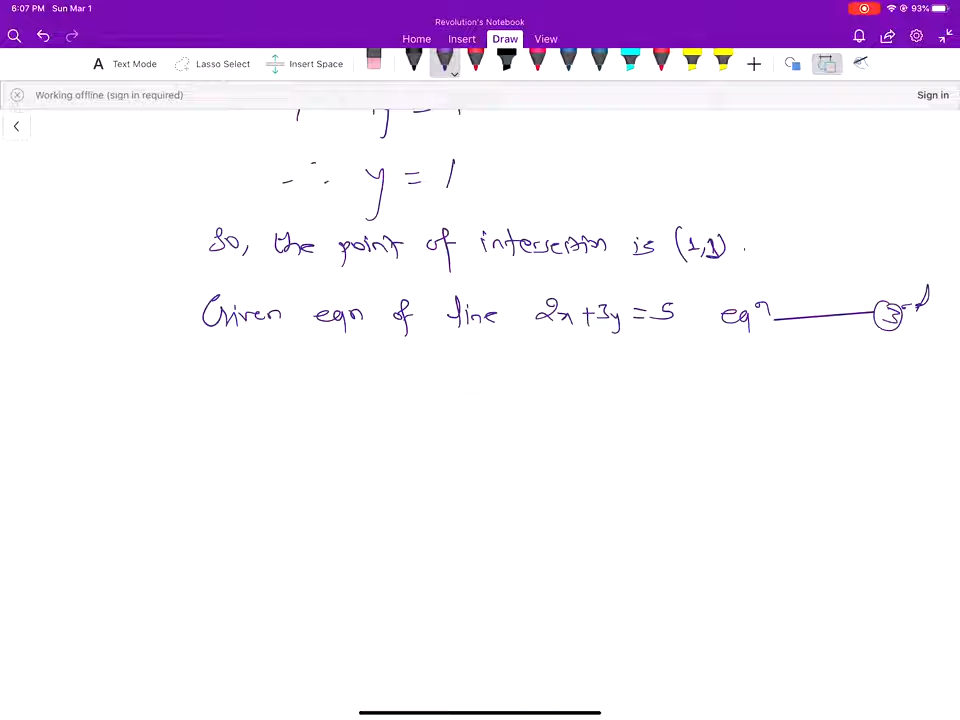 6:07 PM Sun Mar 1
93%
Revolution's Notebook
Home Insert Draw View
A Text Mode Lasso Select Insert Space
Working offline (sign in required) Sign in
∴ y = 1
So, the point of intersection is (1,1).
Given eqn of line 2x+3y=5 eqn 3